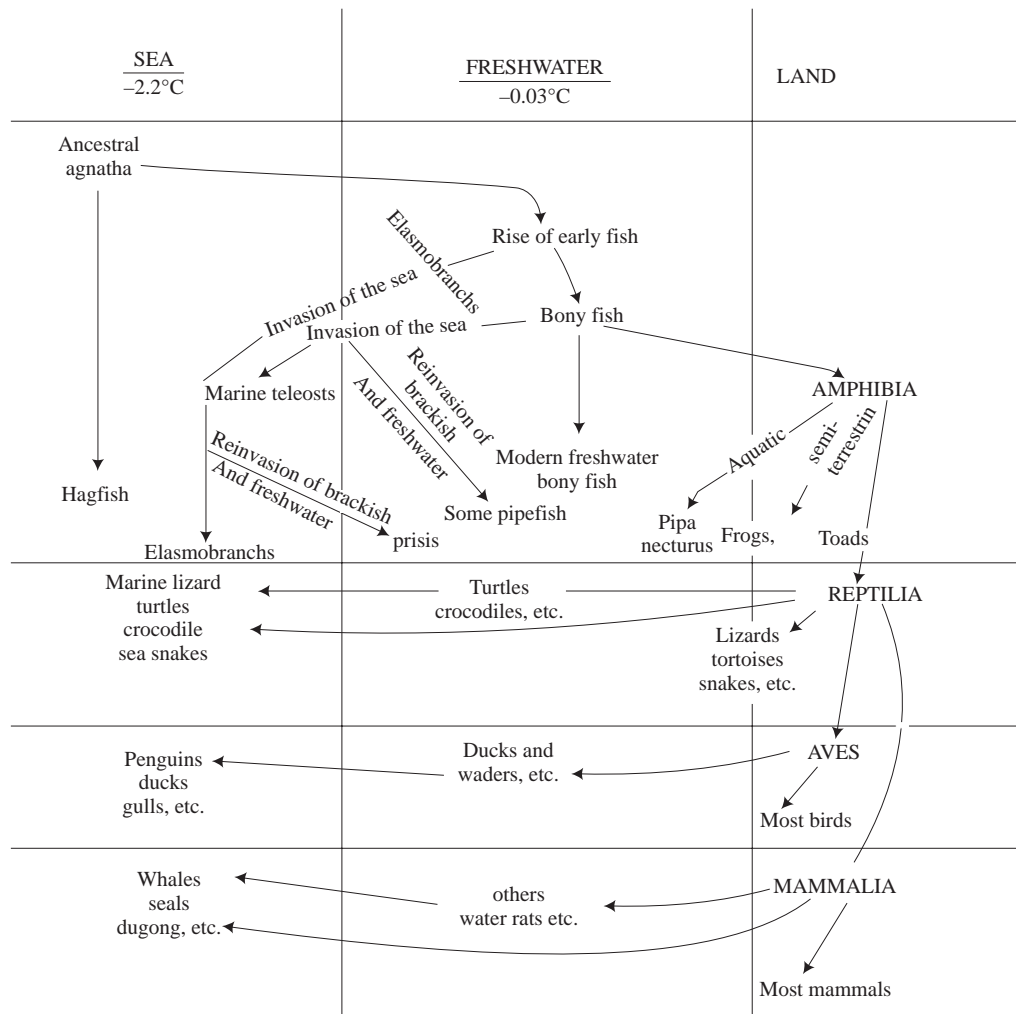 SEA
–2.2°C
FRESHWATER
–0.03°C
LAND
Ancestral
agnatha
Rise of early fish
Elasmobranchs
Invasion of the sea
Bony fish
Invasion of the sea
Marine teleosts
AMPHIBIA
Reinvasion of
brackish
And freshwater
Aquatic
semi-
terrestrin
Modern freshwater
bony fish
Hagfish
Reinvasion of brackish
And freshwater
Some pipefish
prisis
Pipa
necturus
Frogs,
Toads
Elasmobranchs
Marine lizard
turtles
crocodile
sea snakes
Turtles
crocodiles, etc.
REPTILIA
Lizards
tortoises
snakes, etc.
Penguins
ducks
gulls, etc.
Ducks and
waders, etc.
AVES
Most birds
Whales
seals
dugong, etc.
others
water rats etc.
MAMMALIA
Most mammals